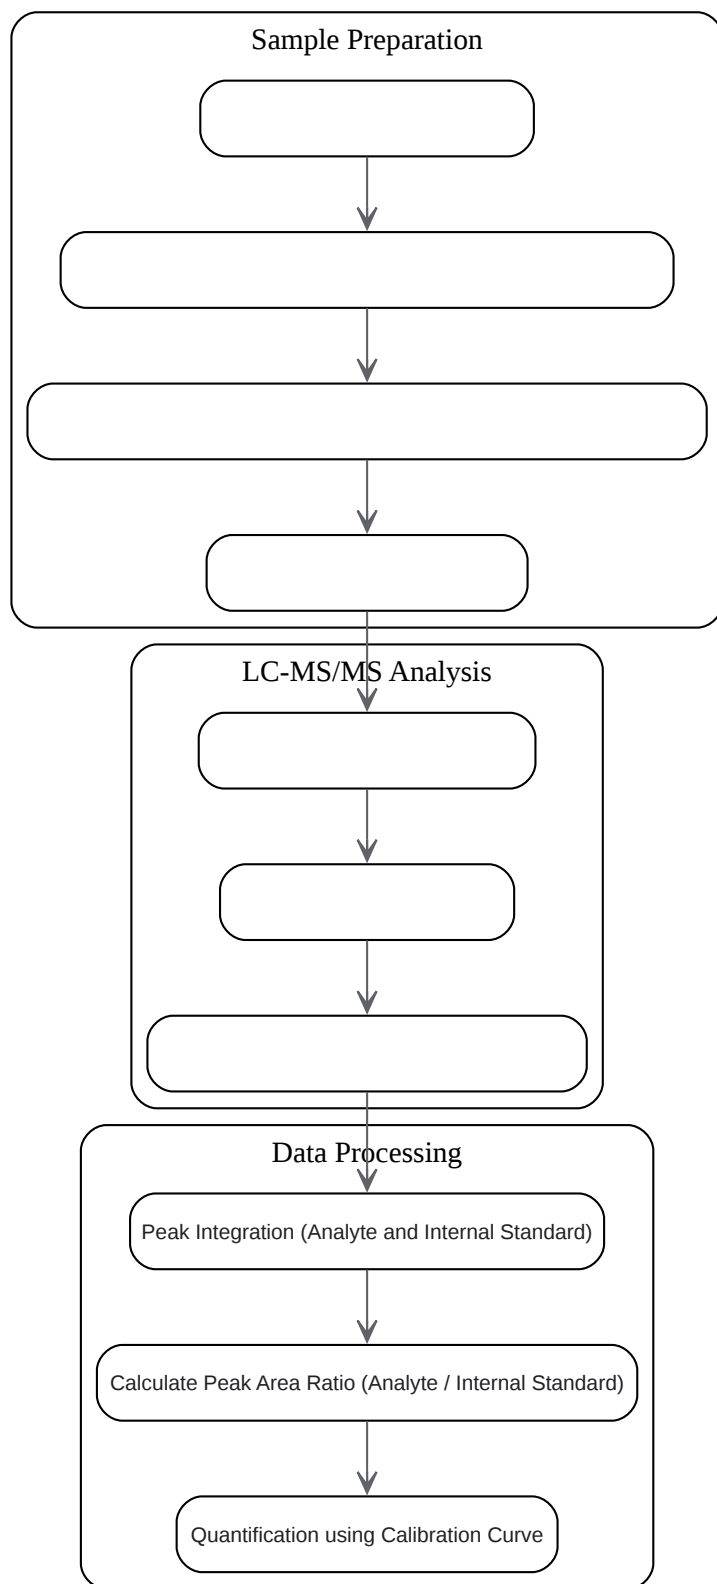 Sample Preparation
LC-MS/MS Analysis
Data Processing
Peak Integration (Analyte and Internal Standard)
Calculate Peak Area Ratio (Analyte / Internal Standard)
Quantification using Calibration Curve